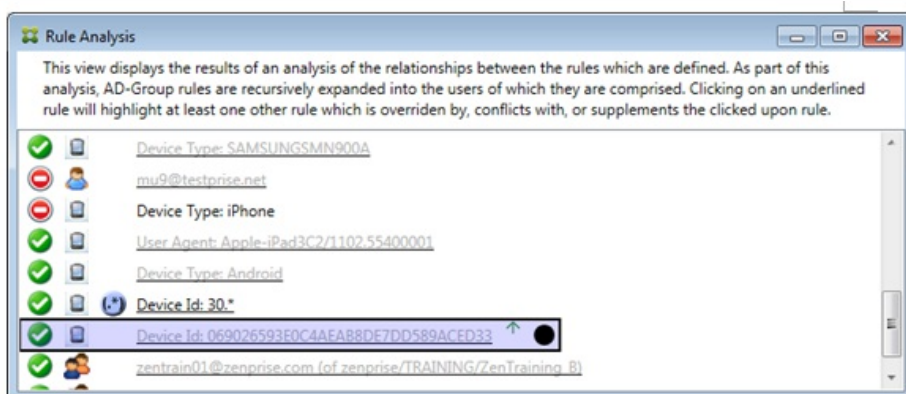 Rule Analysis
This view displays the results of an analysis of the relationships between the rules which are defined. As part of this
analysis, AD-Group rules are recursively expanded into the users of which they are comprised. Clicking on an underlined
rule will highlight at least one other rule which is overriden by, conflicts with, or supplements the clicked upon rule.
Device Type: SAMSUNGSMN900A
mu9@testprise.net
Device Type: iPhone
User Agent: Apple-iPad3C2/1102.55400001
Device Type: Android
(.*) Device Id: 30.*
Device Id: 069026593E0C4AEAB8DE7DD589ACED33
zentrain01@zenprise.com (of zenprise/TRAINING/ZenTraining B)